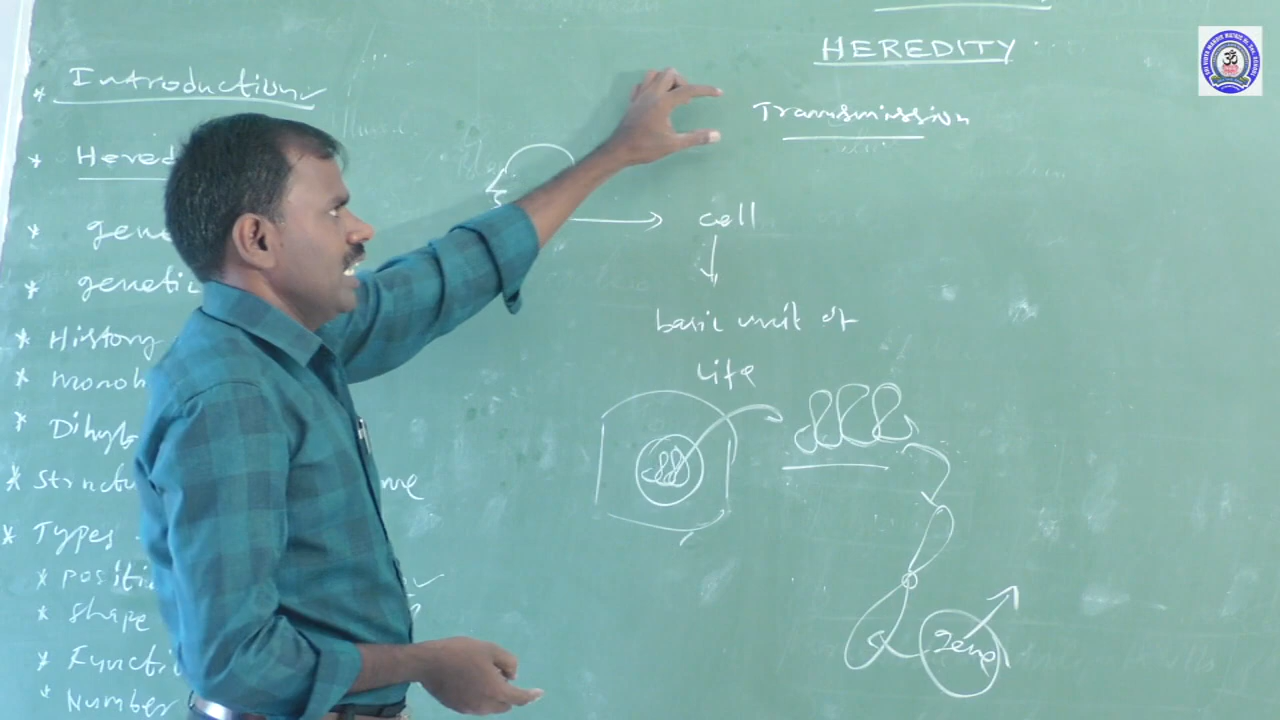 * Introduction
* Hered
* gene
* genetic
* History
* monoh
* Dihyb
* Structu
* Types -
* positi
* shape
* Functi
* Number
HEREDITY
Transmission
cell
basic unit of
life
gene